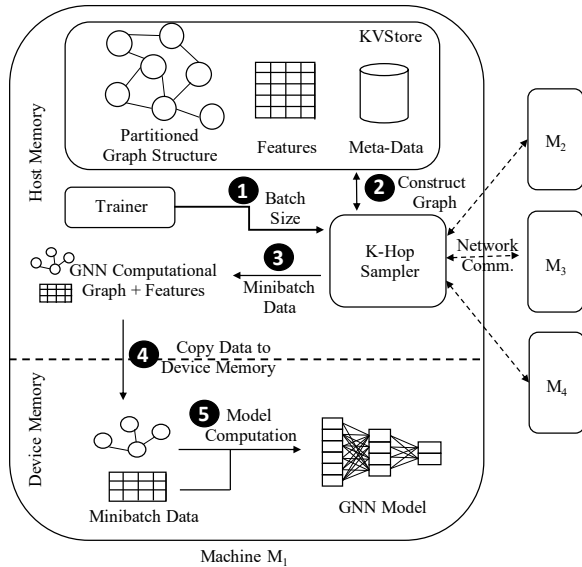 KVStore
Partitioned
Graph Structure
Features
Meta-Data
Host Memory
1
Batch
Size
2
Construct
Graph
Trainer
K-Hop
Sampler
Network
Comm.
M2
M3
M4
3
Minibatch
Data
GNN Computational
Graph + Features
4
Copy Data to
Device Memory
Device Memory
5
Model
Computation
Minibatch Data
GNN Model
Machine M1